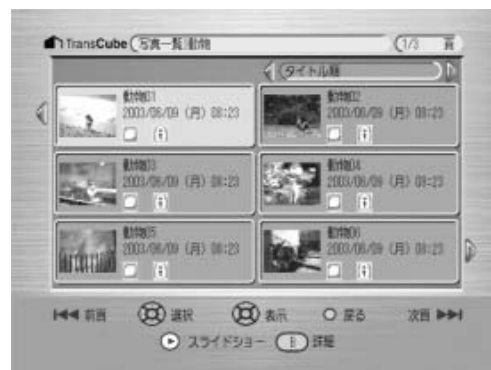 TransCube 写真一覧:動物 1/3 頁
タイトル順
動物01
2003/06/09 (月) 08:23
動物02
2003/06/09 (月) 08:23
動物03
2003/06/09 (月) 08:23
動物04
2003/06/09 (月) 08:23
動物05
2003/06/09 (月) 08:23
動物06
2003/06/09 (月) 08:23
前頁 選択 表示 戻る 次頁
スライドショー B 詳細